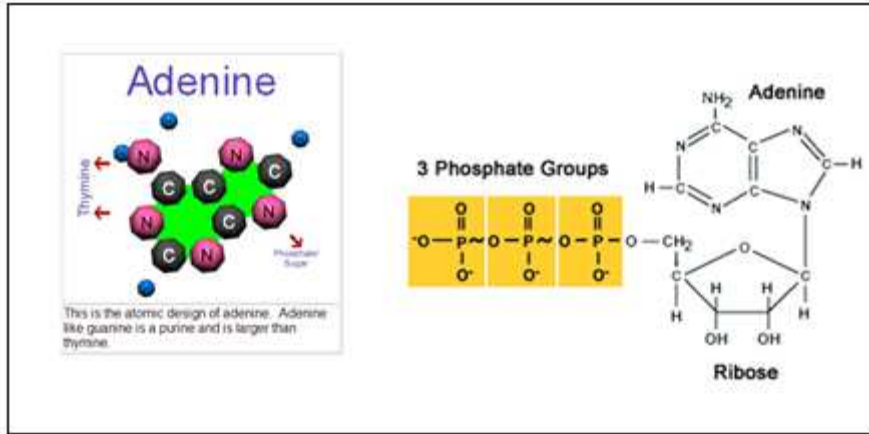 Adenine
Thymine
N
N
C
C
C
N
C
N
N
C
Phosphate/
Sugar
This is the atomic design of adenine. Adenine
like guanine is a purine and is larger than
thymine.
3 Phosphate Groups
O O O
⁻O P O P O P O CH₂
O⁻ O⁻ O⁻
NH₂
Adenine
C
N C N
C H
H C C
N N
O
C C
H H H H
OH OH
Ribose